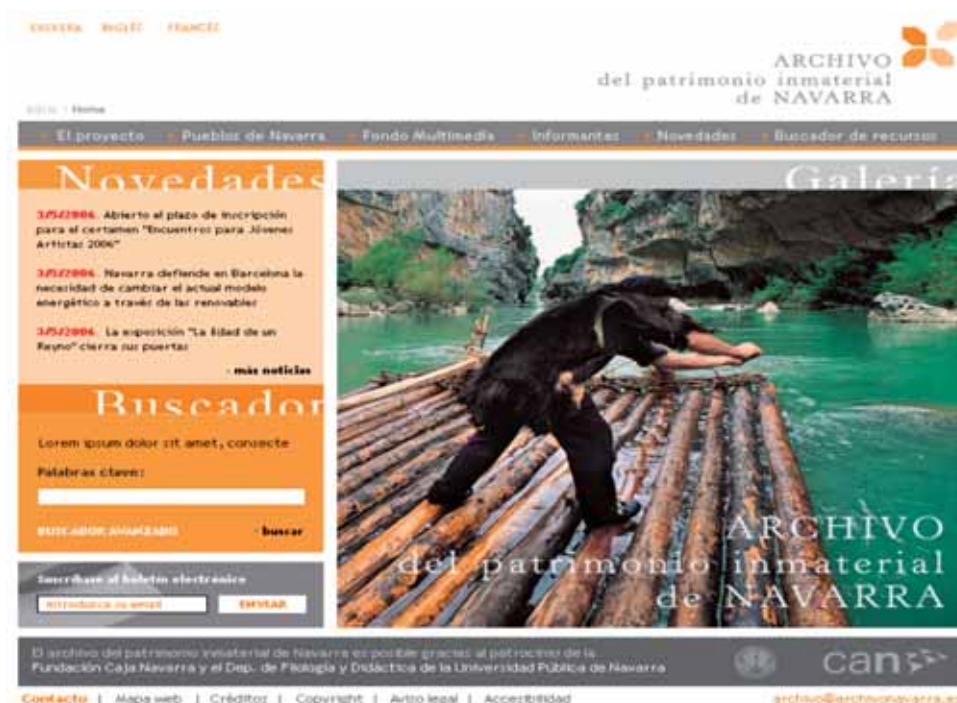 EUSKERA INGLÉS FRANCÉS
ARCHIVO
del patrimonio inmaterial
de NAVARRA
Inicio > Home
El proyecto Pueblos de Navarra Fondo Multimedia Informantes Novedades Buscador de recursos
Novedades
3/5/2006. Abierto el plazo de inscripción
para el certamen "Encuentros para Jóvenes
Artistas 2006"
3/5/2006. Navarra defiende en Barcelona la
necesidad de cambiar el actual modelo
energético a través de las renovables
3/5/2006. La exposición "La Edad de un
Reyno" cierra sus puertas
más noticias
Buscador
Lorem ipsum dolor sit amet, consecte
Palabras clave:
BUSCADOR AVANZADO buscar
Suscríbase al boletín electrónico
introduzca su email ENVIAR
Galería
ARCHIVO
del patrimonio inmaterial
de NAVARRA
El archivo del patrimonio inmaterial de Navarra es posible gracias al patrocinio de la
Fundación Caja Navarra y el Dep. de Filología y Didáctica de la Universidad Pública de Navarra
can
Contacto | Mapa web | Créditos | Copyright | Aviso legal | Accesibilidad
archivo@archivonavarra.es